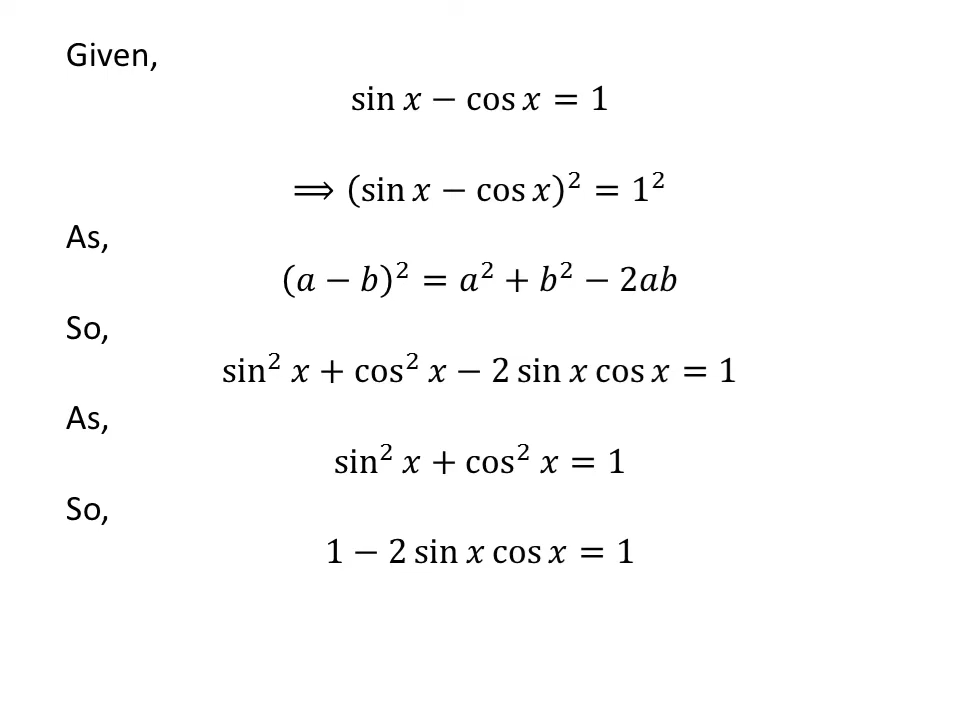 Given,
sin 𝑥 − cos 𝑥 = 1
⟹ (sin 𝑥 − cos 𝑥)² = 1²
As,
(𝑎 − 𝑏)² = 𝑎² + 𝑏² − 2𝑎𝑏
So,
sin² 𝑥 + cos² 𝑥 − 2 sin 𝑥 cos 𝑥 = 1
As,
sin² 𝑥 + cos² 𝑥 = 1
So,
1 − 2 sin 𝑥 cos 𝑥 = 1